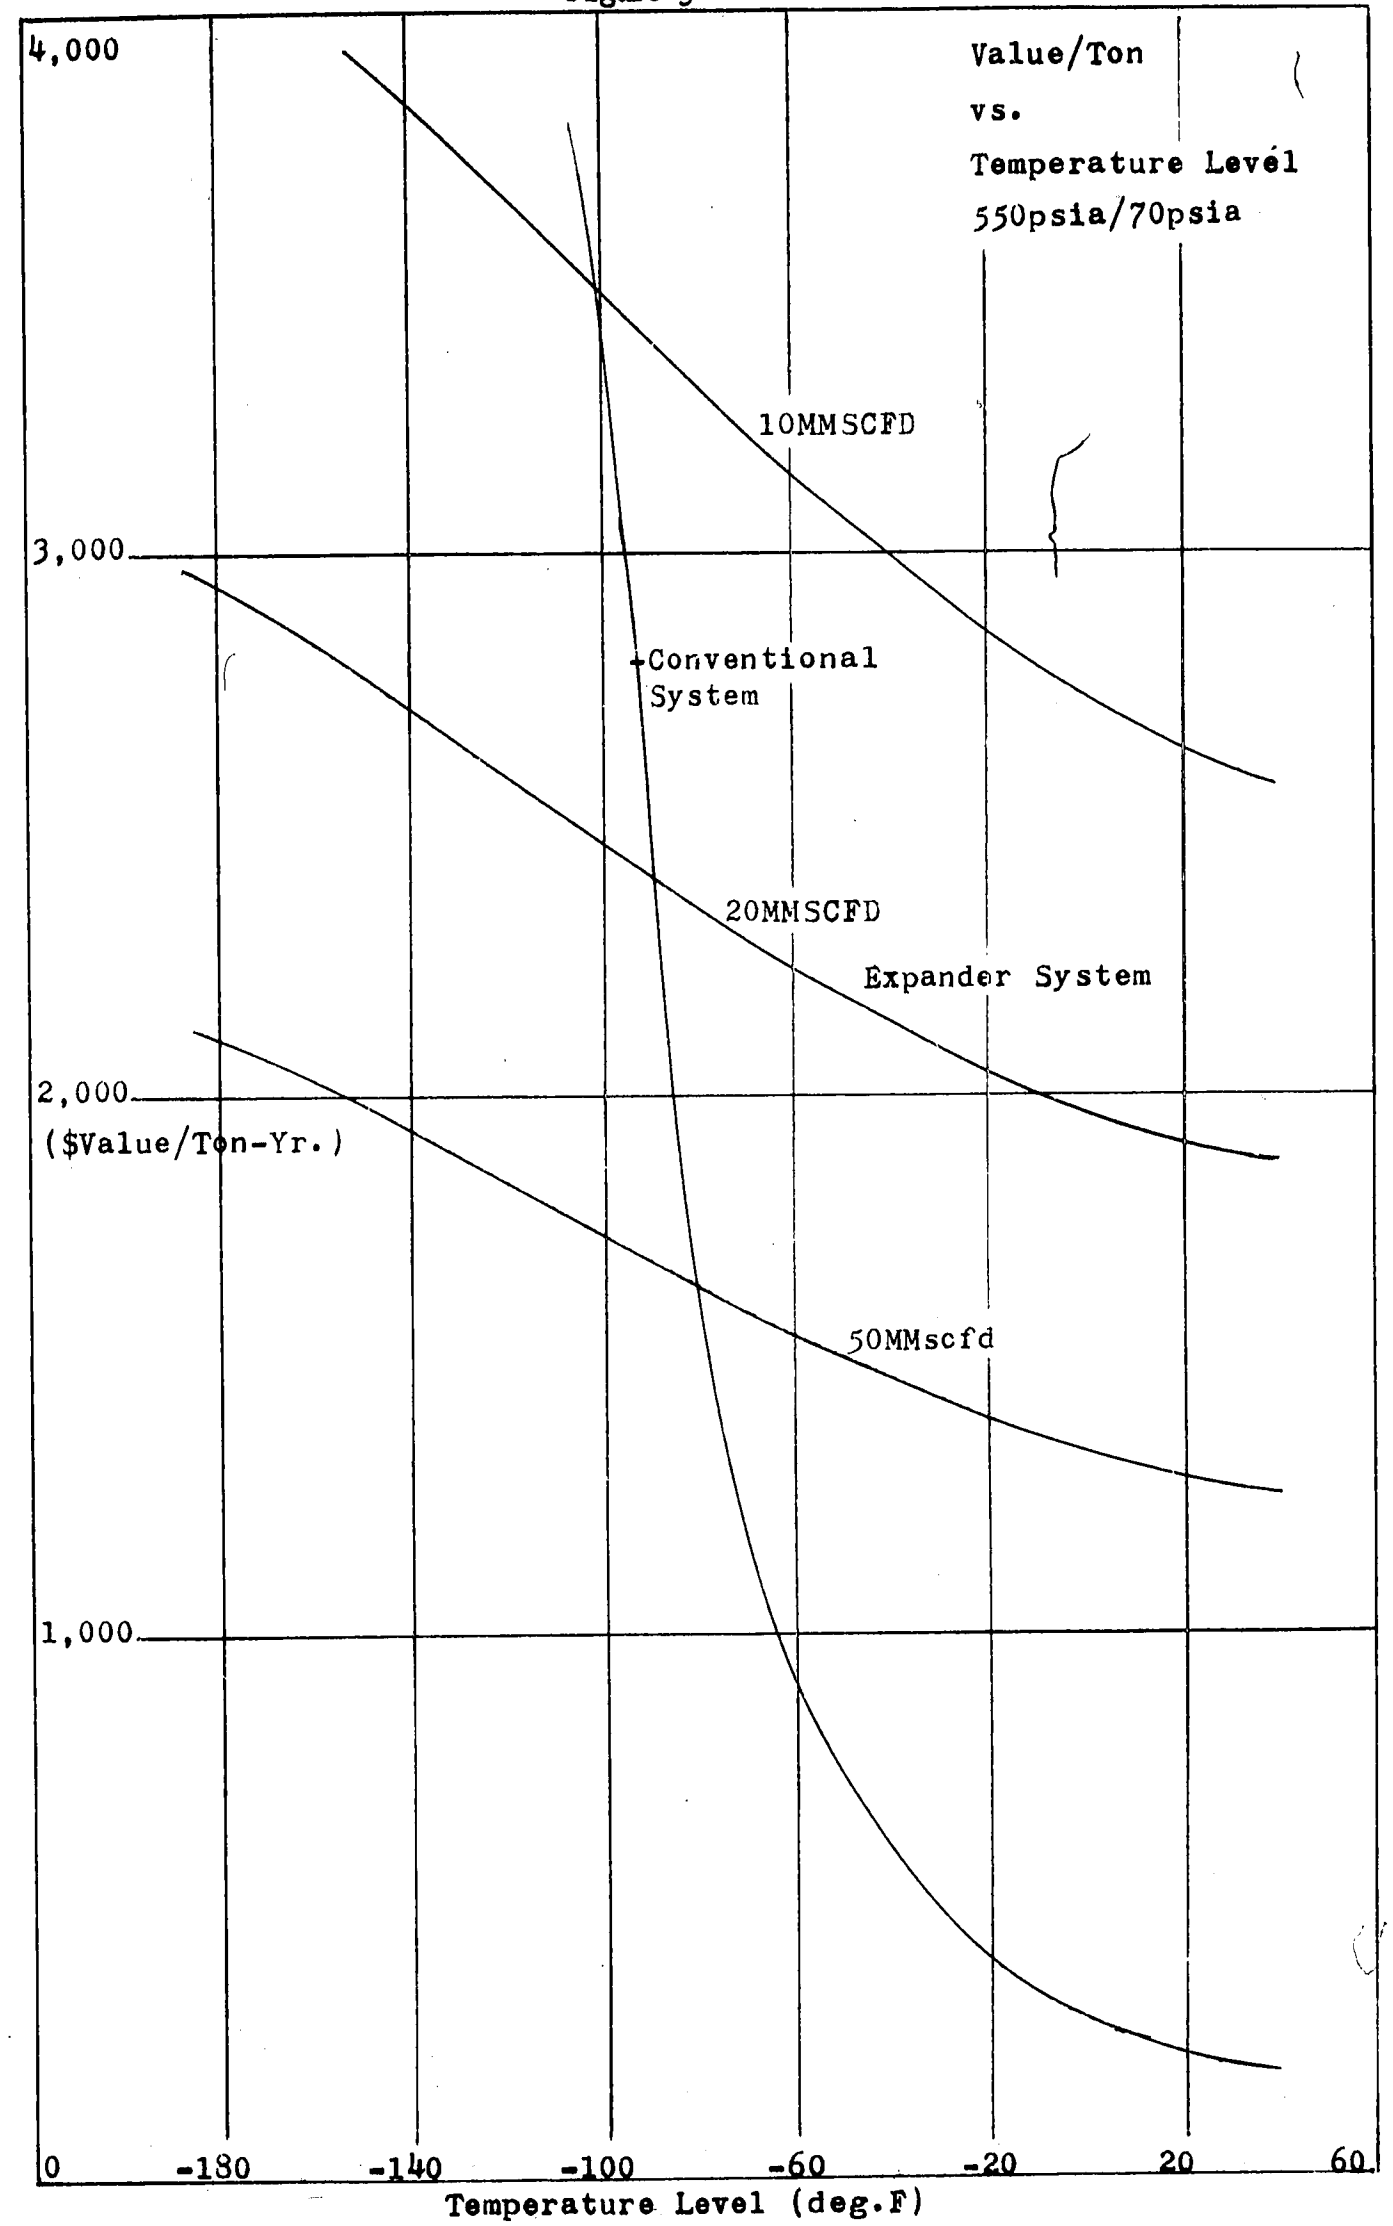 4,000
Value/Ton
vs.
Temperature Level
550psia/70psia
10MMSCFD
3,000
Conventional
System
20MMSCFD
Expander System
2,000
($Value/Ton-Yr.)
50MMscfd
1,000
0 -180 -140 -100 -60 -20 20 60
Temperature Level (deg.F)